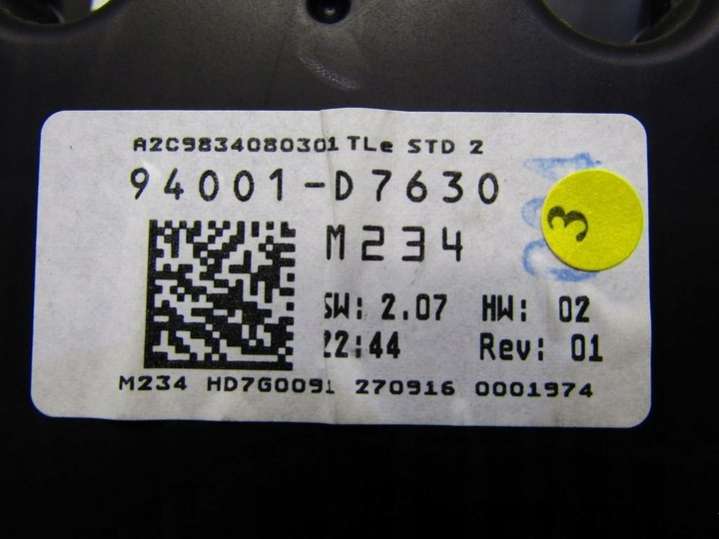 A2C9834080301 TLe STD 2
94001-D7630
M234
SW: 2.07 HW: 02
22:44 Rev: 01
M234 HD7G0091 270916 0001974
3